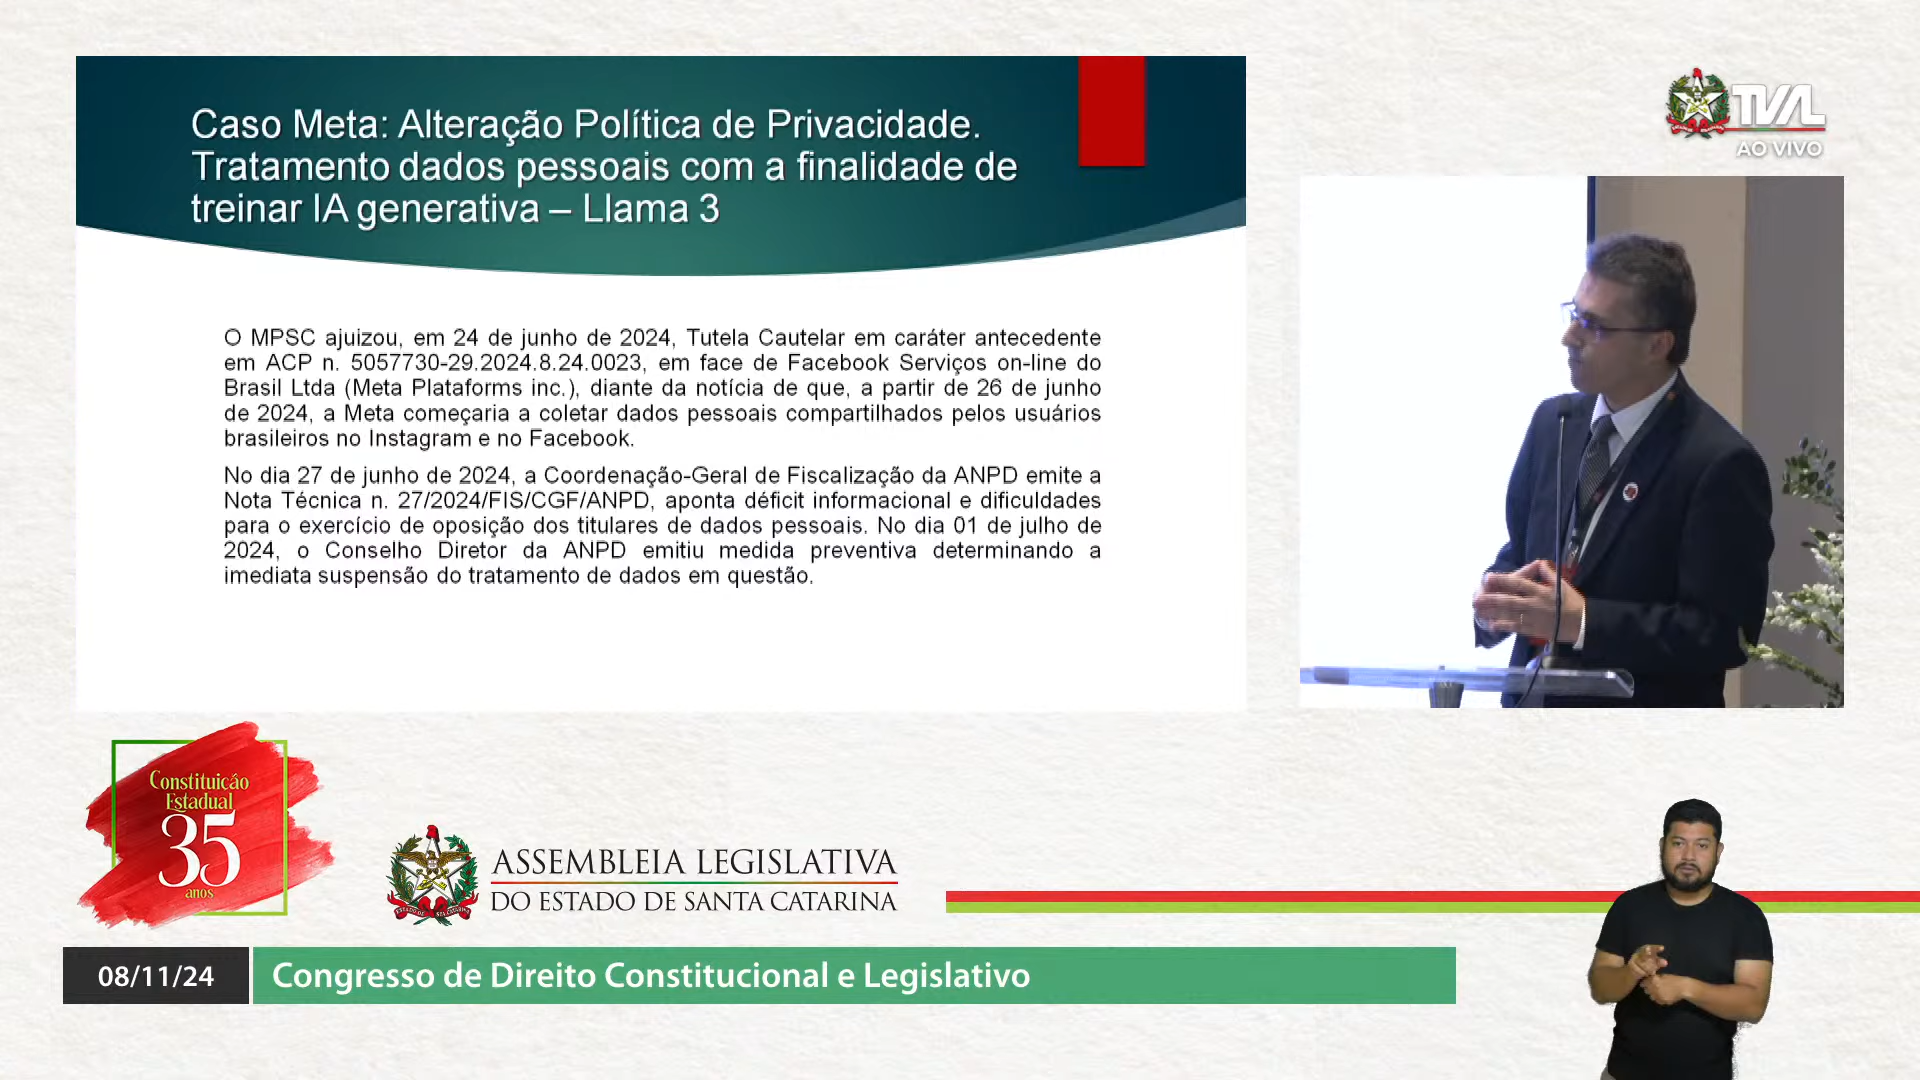 Caso Meta: Alteração Política de Privacidade.
Tratamento dados pessoais com a finalidade de
treinar IA generativa – Llama 3
TVAL
AO VIVO
O MPSC ajuizou, em 24 de junho de 2024, Tutela Cautelar em caráter antecedente
em ACP n. 5057730-29.2024.8.24.0023, em face de Facebook Serviços on-line do
Brasil Ltda (Meta Plataforms inc.), diante da notícia de que, a partir de 26 de junho
de 2024, a Meta começaria a coletar dados pessoais compartilhados pelos usuários
brasileiros no Instagram e no Facebook.
No dia 27 de junho de 2024, a Coordenação-Geral de Fiscalização da ANPD emite a
Nota Técnica n. 27/2024/FIS/CGF/ANPD, aponta déficit informacional e dificuldades
para o exercício de oposição dos titulares de dados pessoais. No dia 01 de julho de
2024, o Conselho Diretor da ANPD emitiu medida preventiva determinando a
imediata suspensão do tratamento de dados em questão.
Constituição
Estadual
35
anos
ASSEMBLEIA LEGISLATIVA
DO ESTADO DE SANTA CATARINA
08/11/24
Congresso de Direito Constitucional e Legislativo